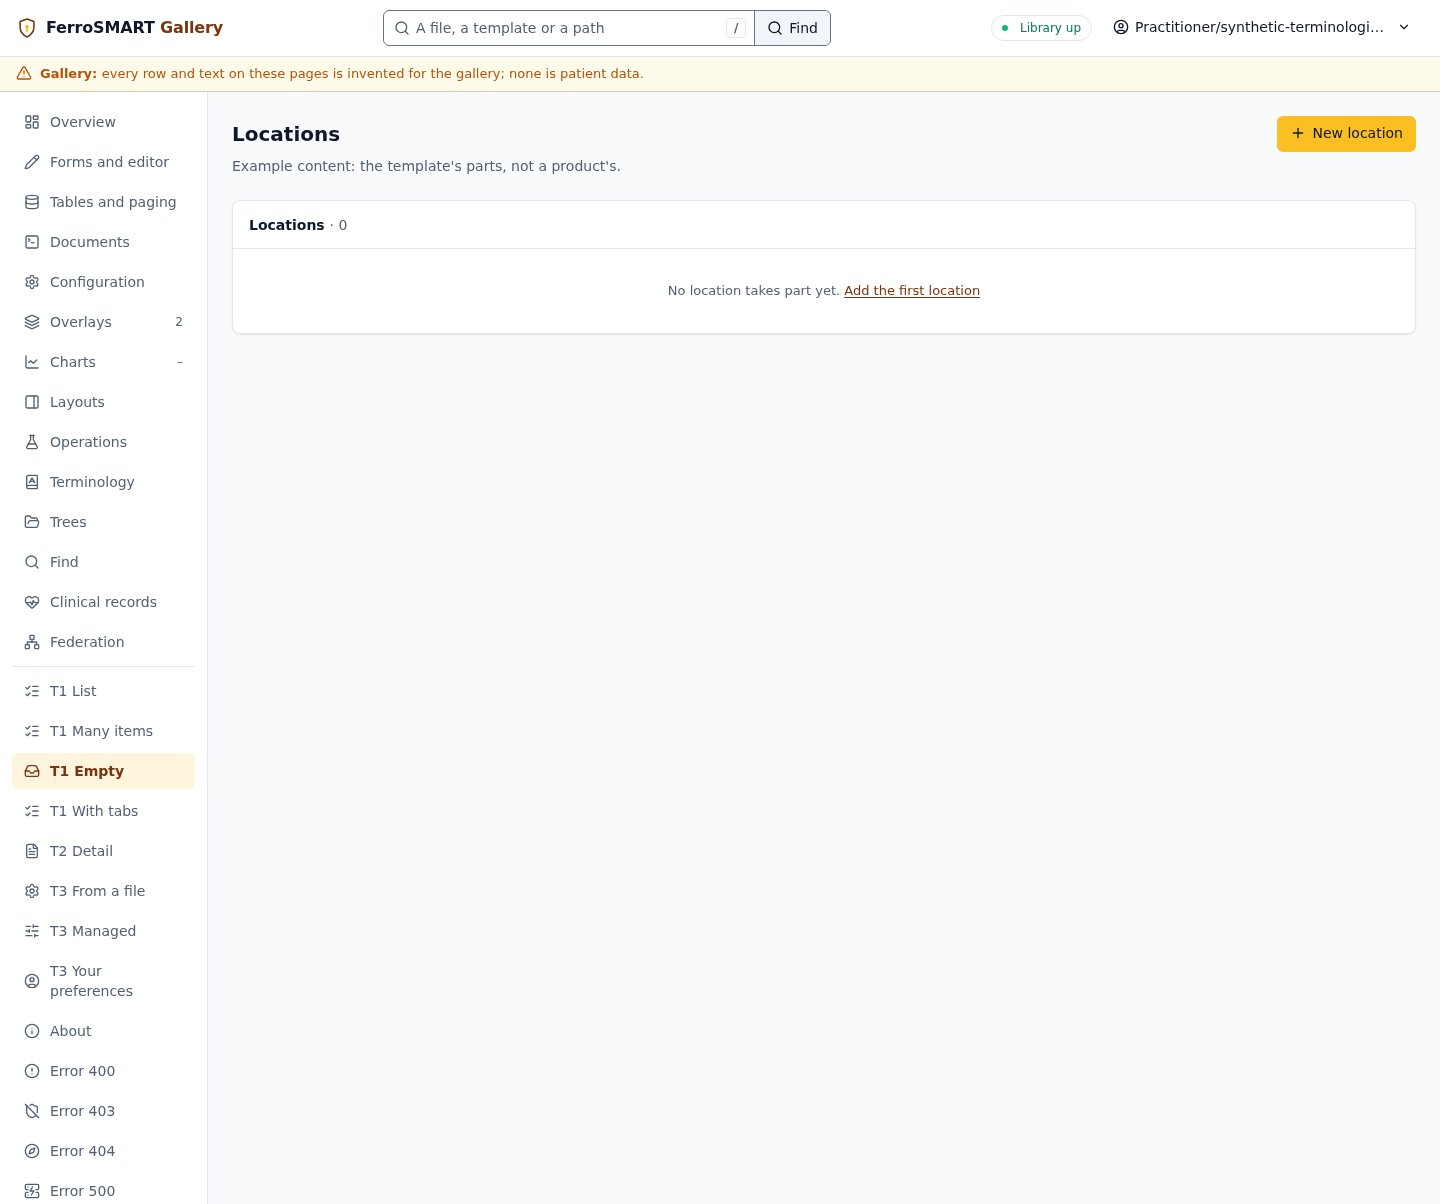 FerroSMART Gallery
A file, a template or a path
/
Find
Library up
Practitioner/synthetic-terminologi…
Gallery: every row and text on these pages is invented for the gallery; none is patient data.
Overview
Forms and editor
Tables and paging
Documents
Configuration
Overlays 2
Charts –
Layouts
Operations
Terminology
Trees
Find
Clinical records
Federation
T1 List
T1 Many items
T1 Empty
T1 With tabs
T2 Detail
T3 From a file
T3 Managed
T3 Your
preferences
About
Error 400
Error 403
Error 404
Error 500
Locations
New location
Example content: the template's parts, not a product's.
Locations · 0
No location takes part yet. Add the first location